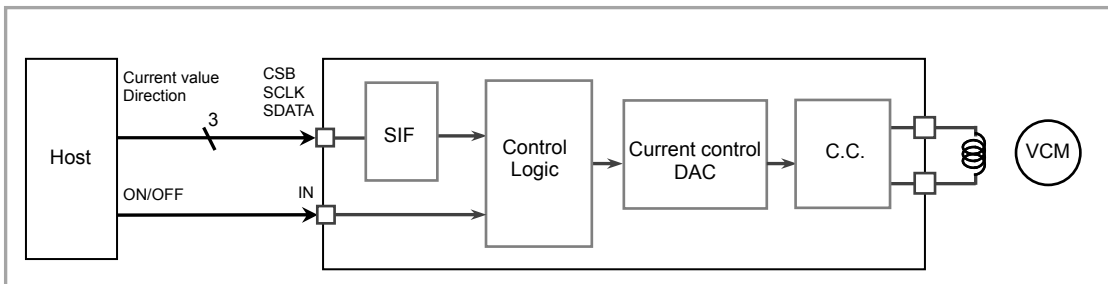 Current value
Direction
CSB
SCLK
SDATA
3
Host
SIF
Control
Logic
Current control
DAC
C.C.
VCM
ON/OFF
IN